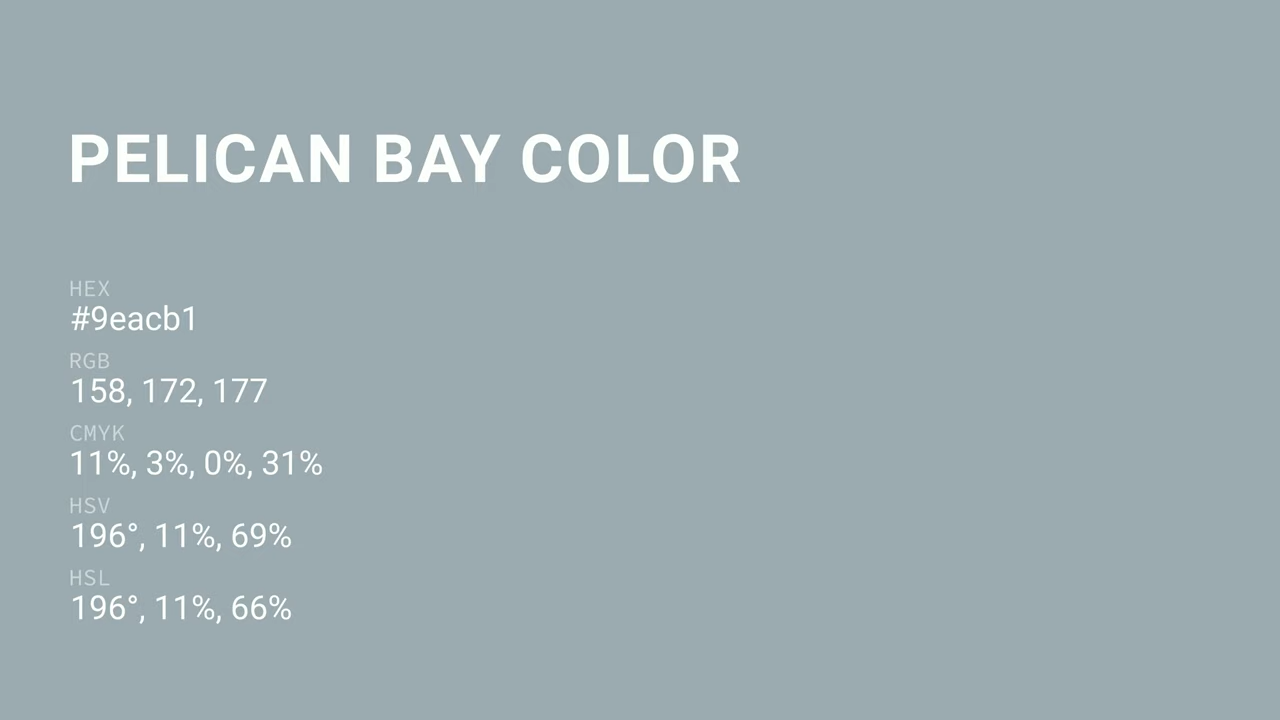 PELICAN BAY COLOR
HEX
#9eacb1
RGB
158, 172, 177
CMYK
11%, 3%, 0%, 31%
HSV
196°, 11%, 69%
HSL
196°, 11%, 66%